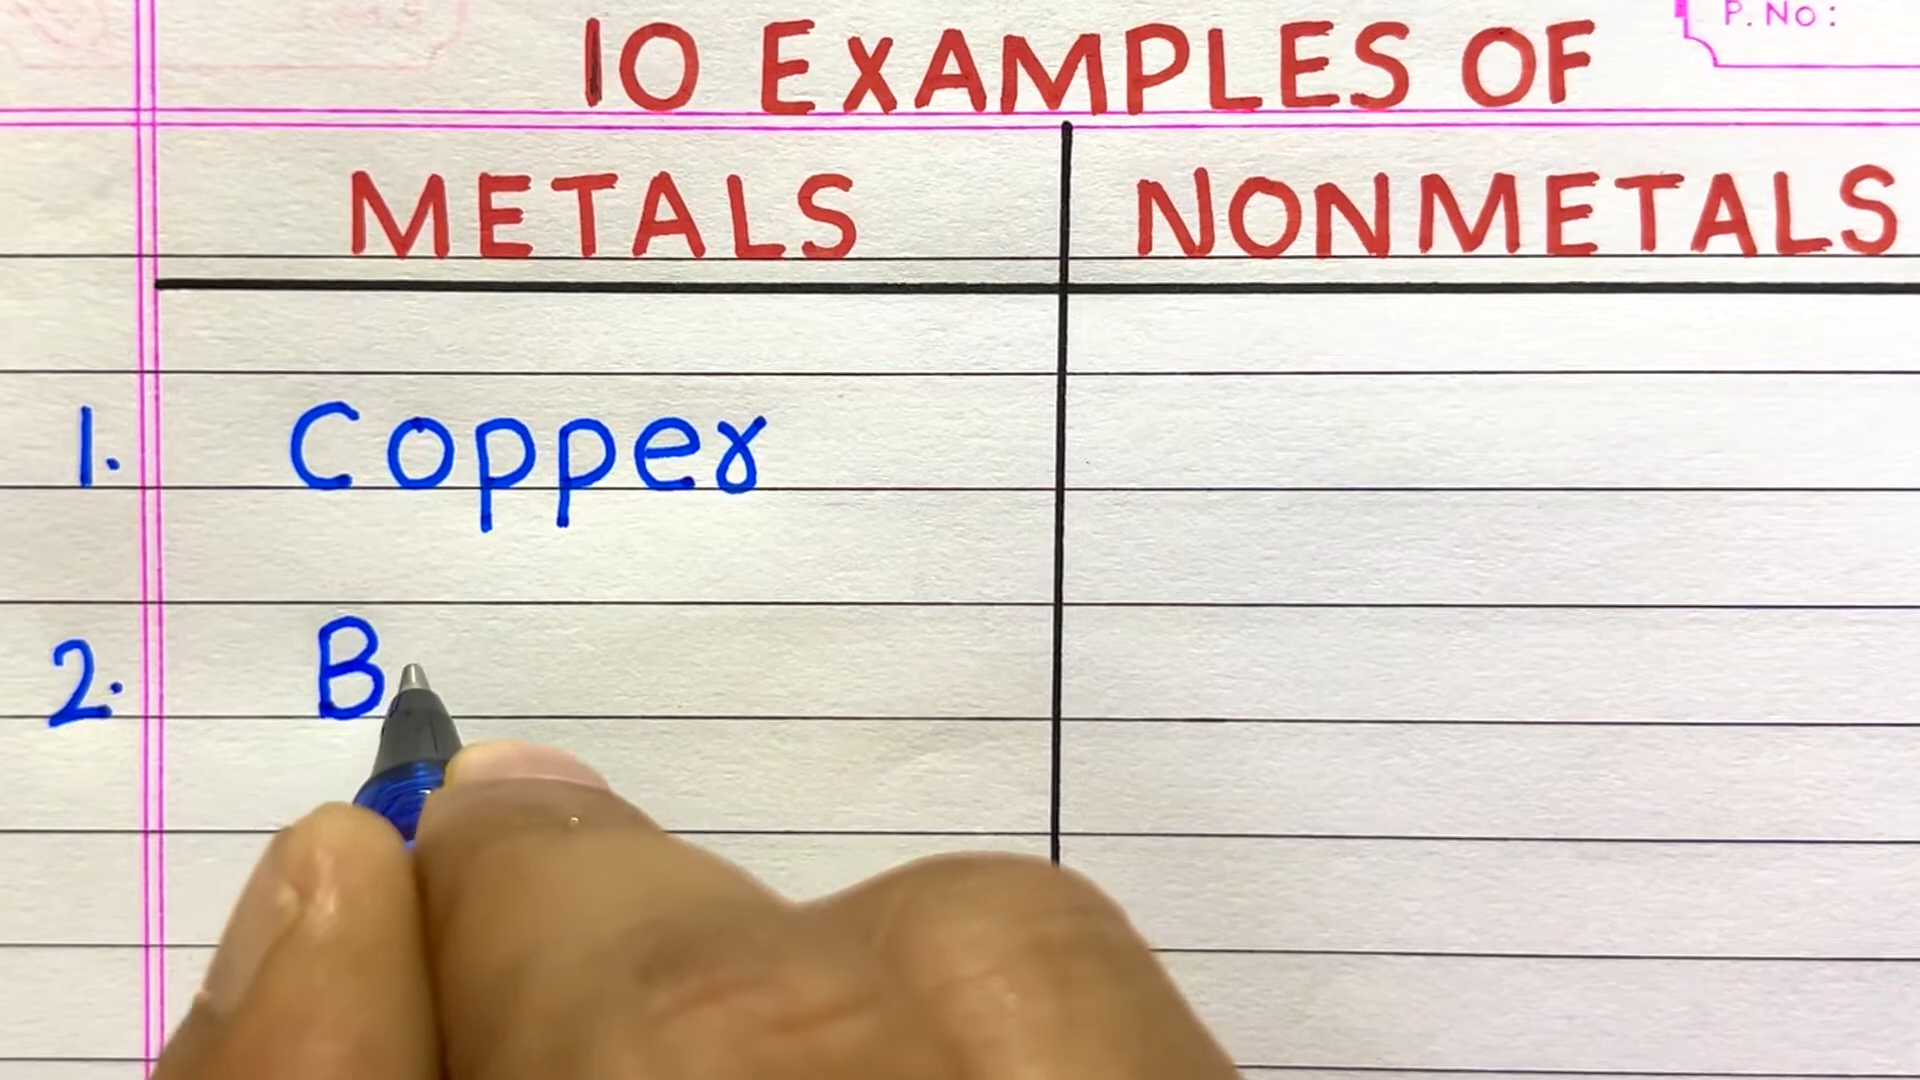 P. No:
10 EXAMPLES OF
METALS NONMETALS
1. Copper
2. B